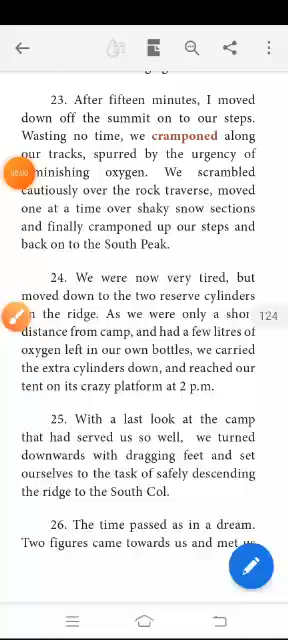 23. After fifteen minutes, I moved
down off the summit on to our steps.
Wasting no time, we cramponed along
our tracks, spurred by the urgency of
diminishing oxygen. We scrambled
cautiously over the rock traverse, moved
one at a time over shaky snow sections
and finally cramponed up our steps and
back on to the South Peak.
24. We were now very tired, but
moved down to the two reserve cylinders
on the ridge. As we were only a short
124
distance from camp, and had a few litres of
oxygen left in our own bottles, we carried
the extra cylinders down, and reached our
tent on its crazy platform at 2 p.m.
25. With a last look at the camp
that had served us so well, we turned
downwards with dragging feet and set
ourselves to the task of safely descending
the ridge to the South Col.
26. The time passed as in a dream.
Two figures came towards us and met us